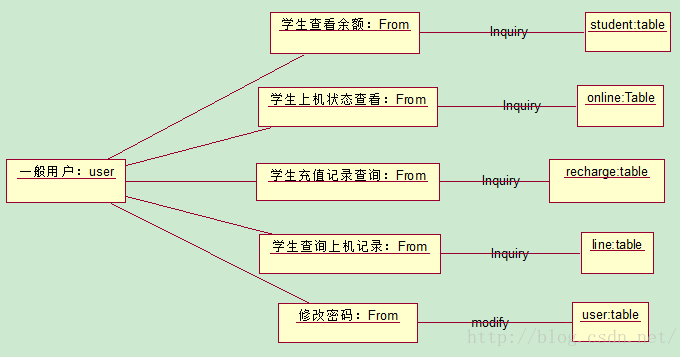 学生查看余额：From
Inquiry
student:table
学生上机状态查看：From
Inquiry
online:Table
一般用户：user
学生充值记录查询：From
Inquiry
recharge:table
学生查询上机记录：From
Inquiry
line:table
修改密码：From
modify
user:table
http://blog.csdn.net/